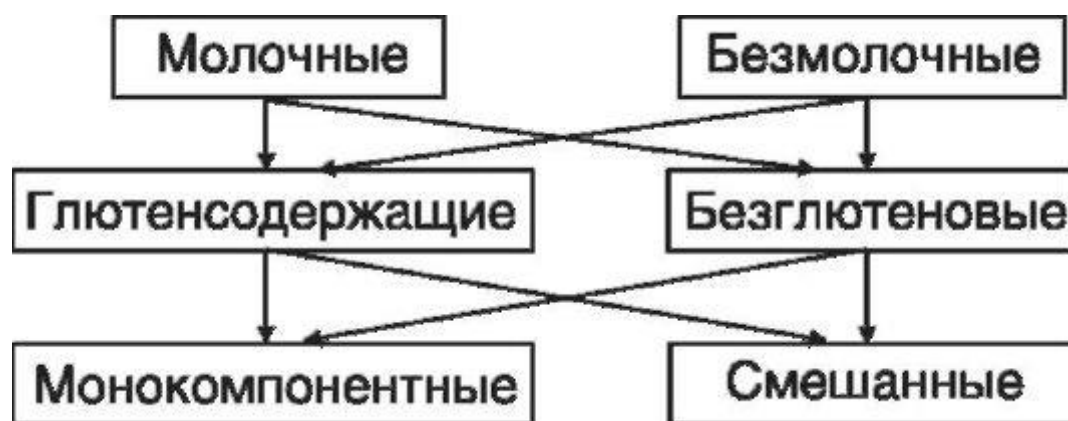 Молочные
Безмолочные
Глютенсодержащие
Безглютеновые
Монокомпонентные
Смешанные